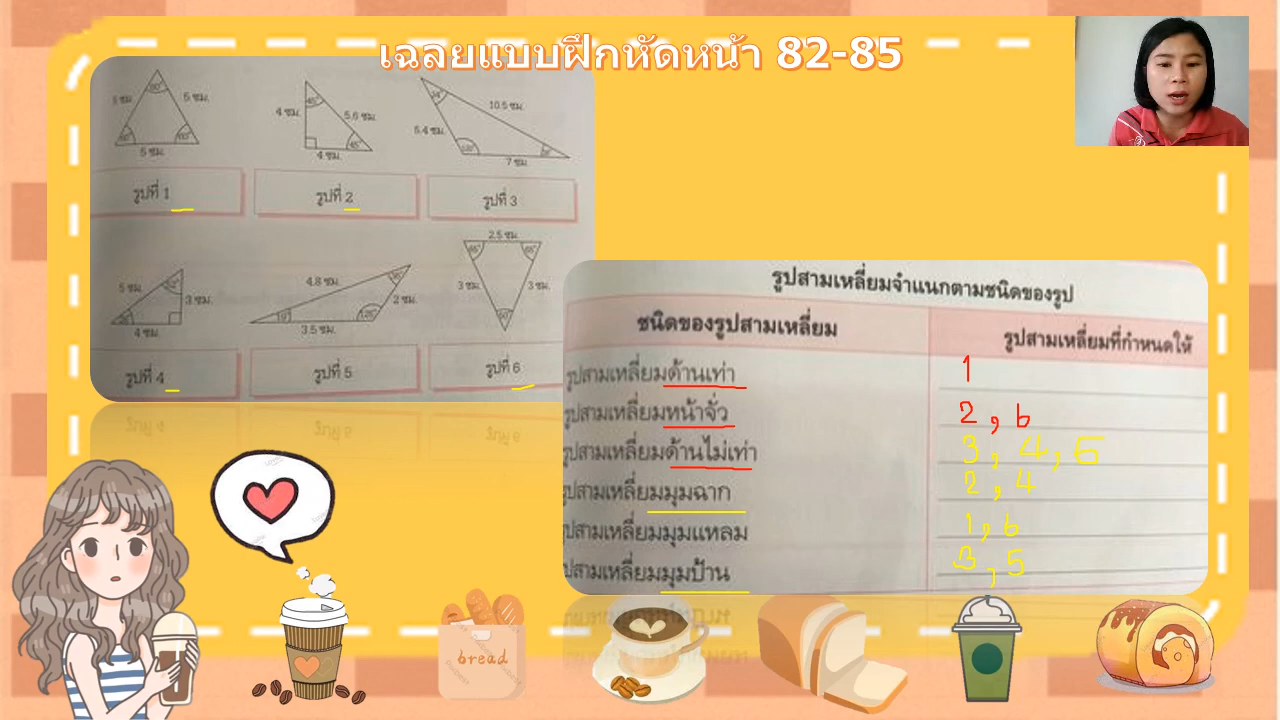 เฉลยแบบฝึกหัดหน้า 82-85
5 ซม. 5 ซม.
5 ซม.
4 ซม. 45° 5.6 ซม.
45°
4 ซม.
10.5 ซม.
6.4 ซม.
7 ซม.
รูปที่ 1 รูปที่ 2 รูปที่ 3
5 ซม. 3 ซม.
4 ซม.
4.8 ซม.
2 ซม.
3.5 ซม.
2.5 ซม.
3 ซม. 3 ซม.
รูปที่ 4 รูปที่ 5 รูปที่ 6
รูปสามเหลี่ยมจำแนกตามชนิดของรูป
ชนิดของรูปสามเหลี่ยม รูปสามเหลี่ยมที่กำหนดให้
รูปสามเหลี่ยมด้านเท่า 1
รูปสามเหลี่ยมหน้าจั่ว 2, 6
รูปสามเหลี่ยมด้านไม่เท่า 3, 4, 5
รูปสามเหลี่ยมมุมฉาก 2, 4
รูปสามเหลี่ยมมุมแหลม 1, 6
รูปสามเหลี่ยมมุมป้าน 3, 5
bread